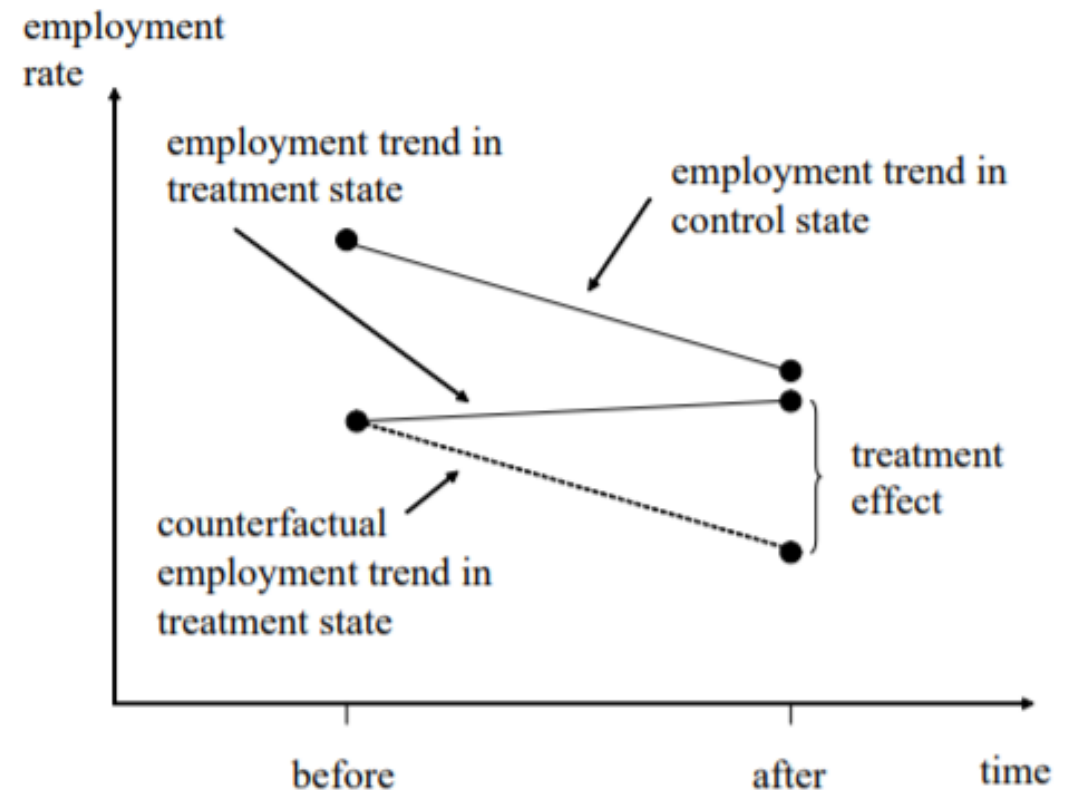 employment
rate
employment trend in
treatment state
employment trend in
control state
treatment
effect
counterfactual
employment trend in
treatment state
before
after
time